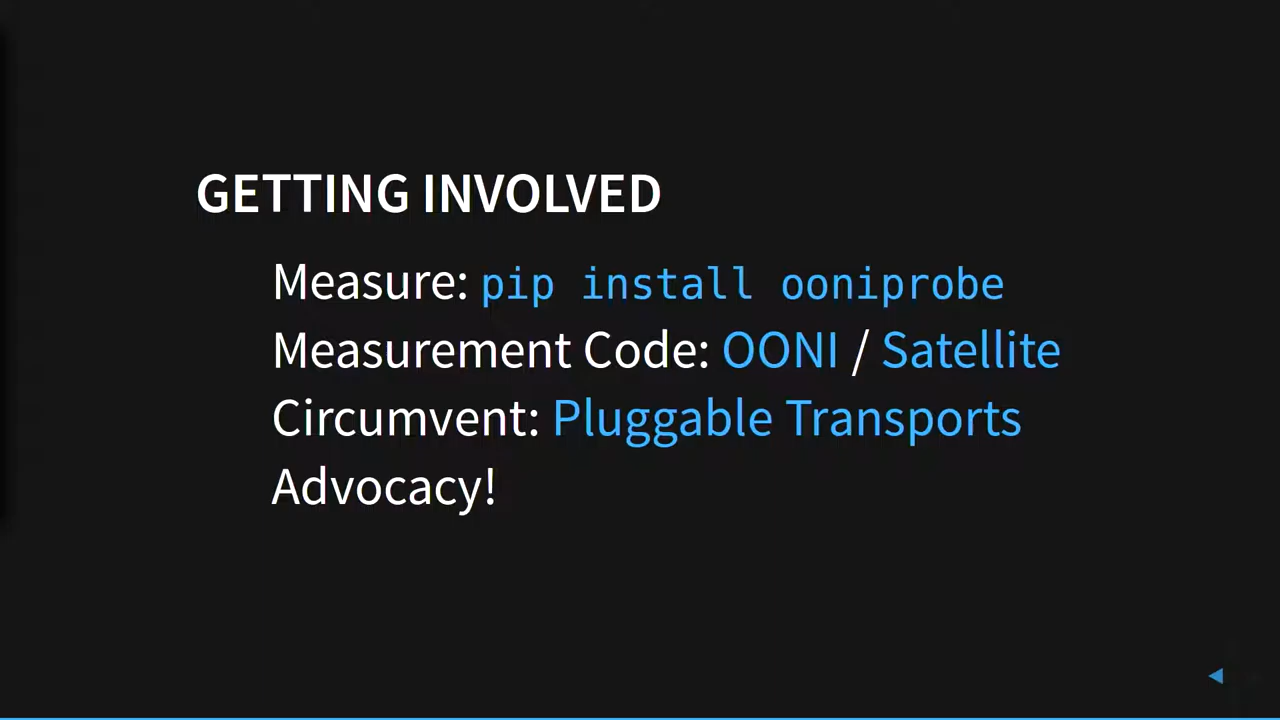 GETTING INVOLVED
Measure: pip install ooniprobe
Measurement Code: OONI / Satellite
Circumvent: Pluggable Transports
Advocacy!